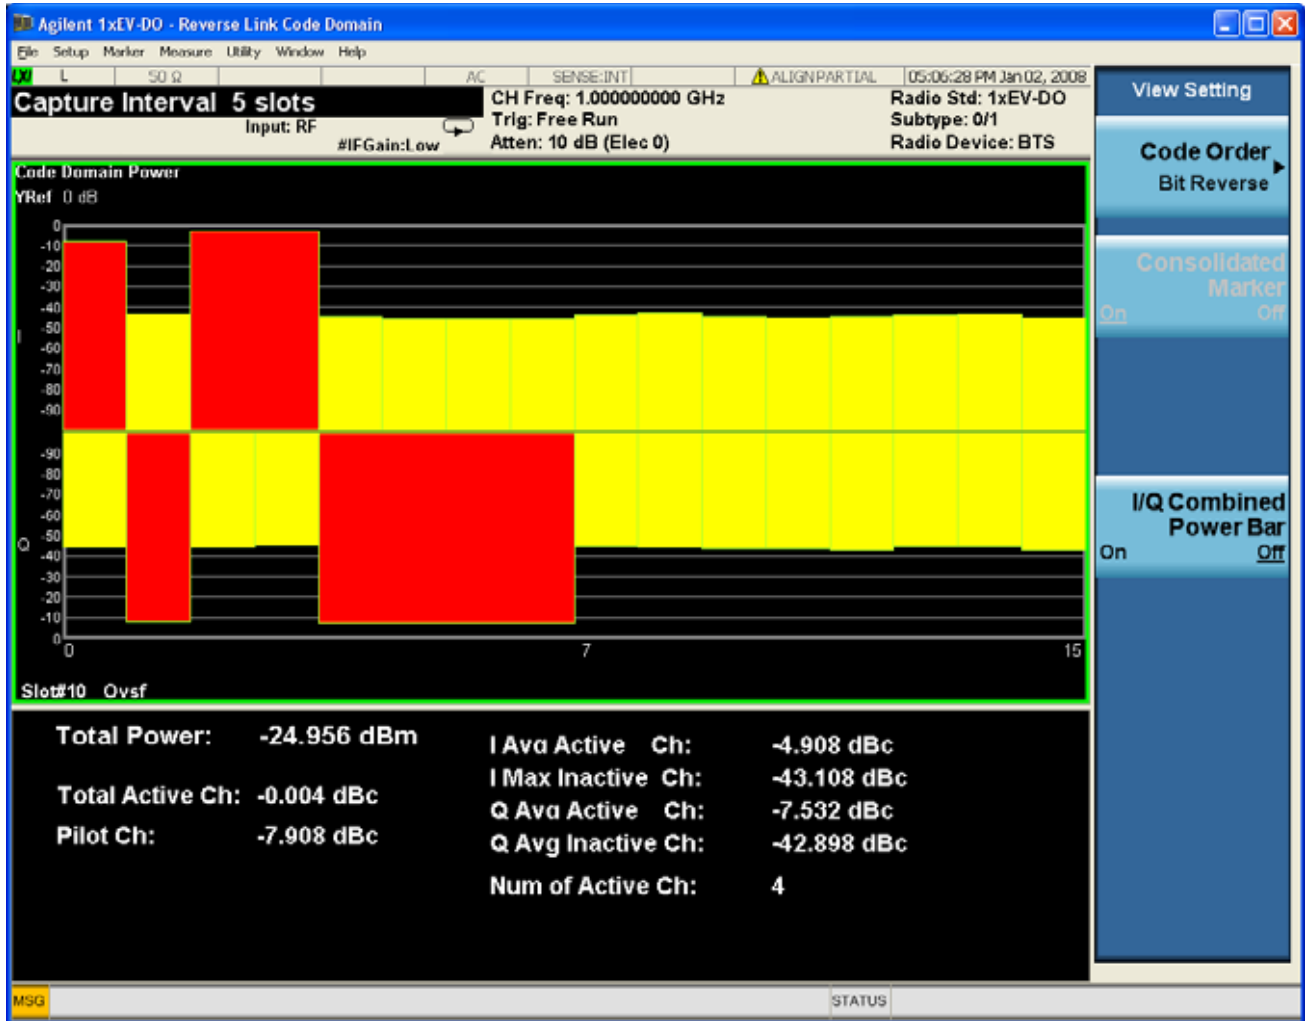 Agilent 1xEV-DO - Reverse Link Code Domain
File Setup Marker Measure Utility Window Help
LXI L 50 Ω AC SENSE:INT ALIGN PARTIAL 05:06:28 PM Jan 02, 2008
Capture Interval 5 slots
Input: RF
#IFGain:Low
CH Freq: 1.000000000 GHz
Trig: Free Run
Atten: 10 dB (Elec 0)
Radio Std: 1xEV-DO
Subtype: 0/1
Radio Device: BTS
Code Domain Power
YRef 0 dB
0
-10
-20
-30
-40
-50
-60
-70
-80
-90
I
-90
-80
-70
-60
-50
-40
-30
-20
-10
0
Q
0 7 15
Slot#10 Ovsf
Total Power: -24.956 dBm
Total Active Ch: -0.004 dBc
Pilot Ch: -7.908 dBc
I Avg Active Ch: -4.908 dBc
I Max Inactive Ch: -43.108 dBc
Q Avg Active Ch: -7.532 dBc
Q Avg Inactive Ch: -42.898 dBc
Num of Active Ch: 4
View Setting
Code Order
Bit Reverse
Consolidated
Marker
On Off
I/Q Combined
Power Bar
On Off
MSG STATUS